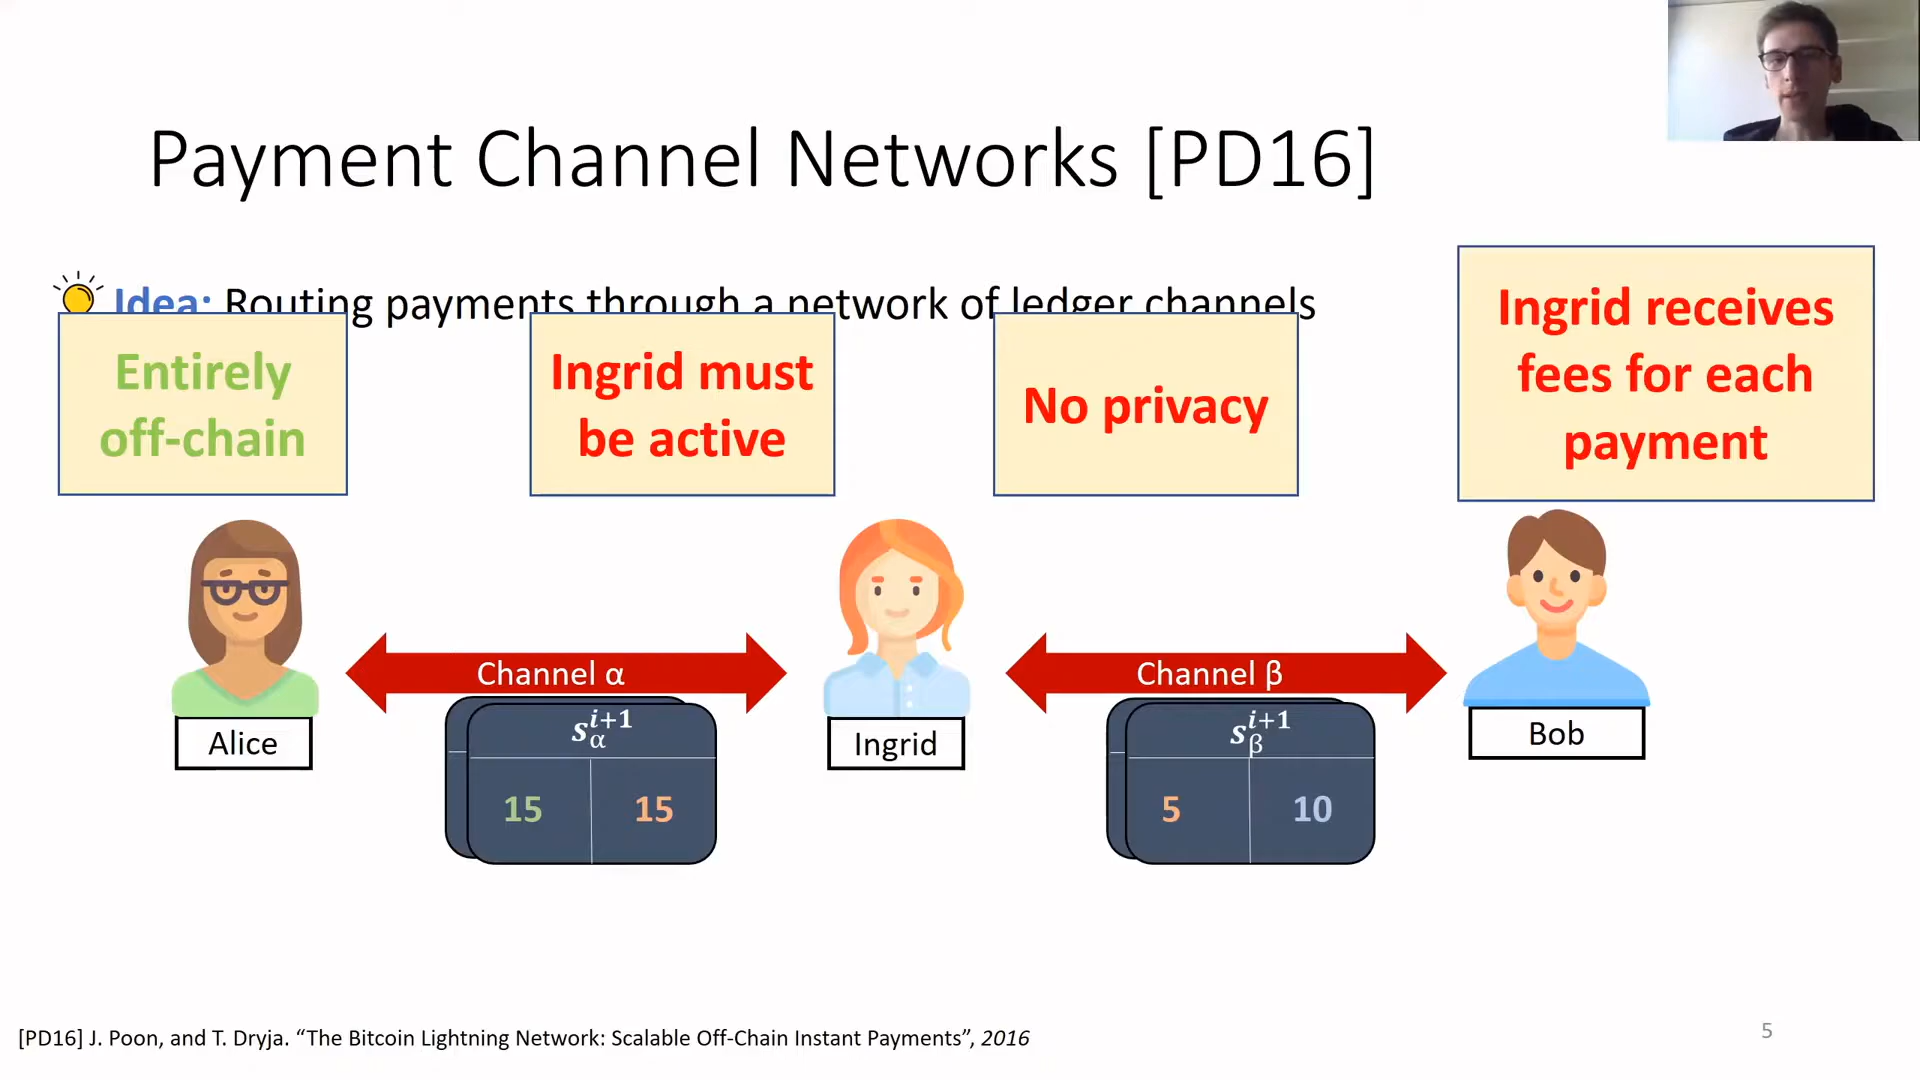 Payment Channel Networks [PD16]
Idea: Routing payments through a network of ledger channels
Entirely
off-chain
Ingrid must
be active
No privacy
Ingrid receives
fees for each
payment
Channel α
Channel β
Alice
s_α^{i+1}
15 15
Ingrid
s_β^{i+1}
5 10
Bob
[PD16] J. Poon, and T. Dryja. “The Bitcoin Lightning Network: Scalable Off-Chain Instant Payments”, 2016
5